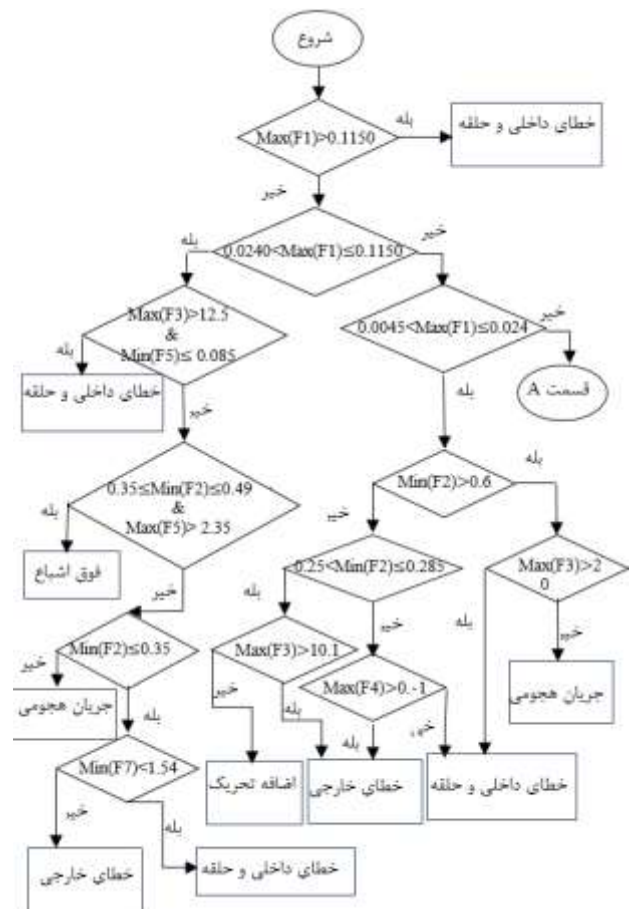 شروع
Max(F1)>0.1150
بله
خطای داخلی و حلقه
خیر
0.0240<Max(F1)≤0.1150
بله
خیر
Max(F3)>12.5
&
Min(F5)≤ 0.085
0.0045<Max(F1)≤0.024
خیر
بله
خطای داخلی و حلقه
قسمت A
خیر
بله
0.35≤Min(F2)≤0.49
&
Max(F5)> 2.35
Min(F2)>0.6
بله
بله
خیر
فوق اشباع
0.25<Min(F2)≤0.285
Max(F3)>2
0
خیر
بله
خیر
بله
خیر
Min(F2)≤0.35
Max(F3)>10.1
Max(F4)>0.-1
خیر
جریان هجومی
جریان هجومی
بله
خیر
بله
بله
خیر
Min(F7)<1.54
اضافه تحریک
خطای خارجی
خطای داخلی و حلقه
خیر
بله
خطای خارجی
خطای داخلی و حلقه